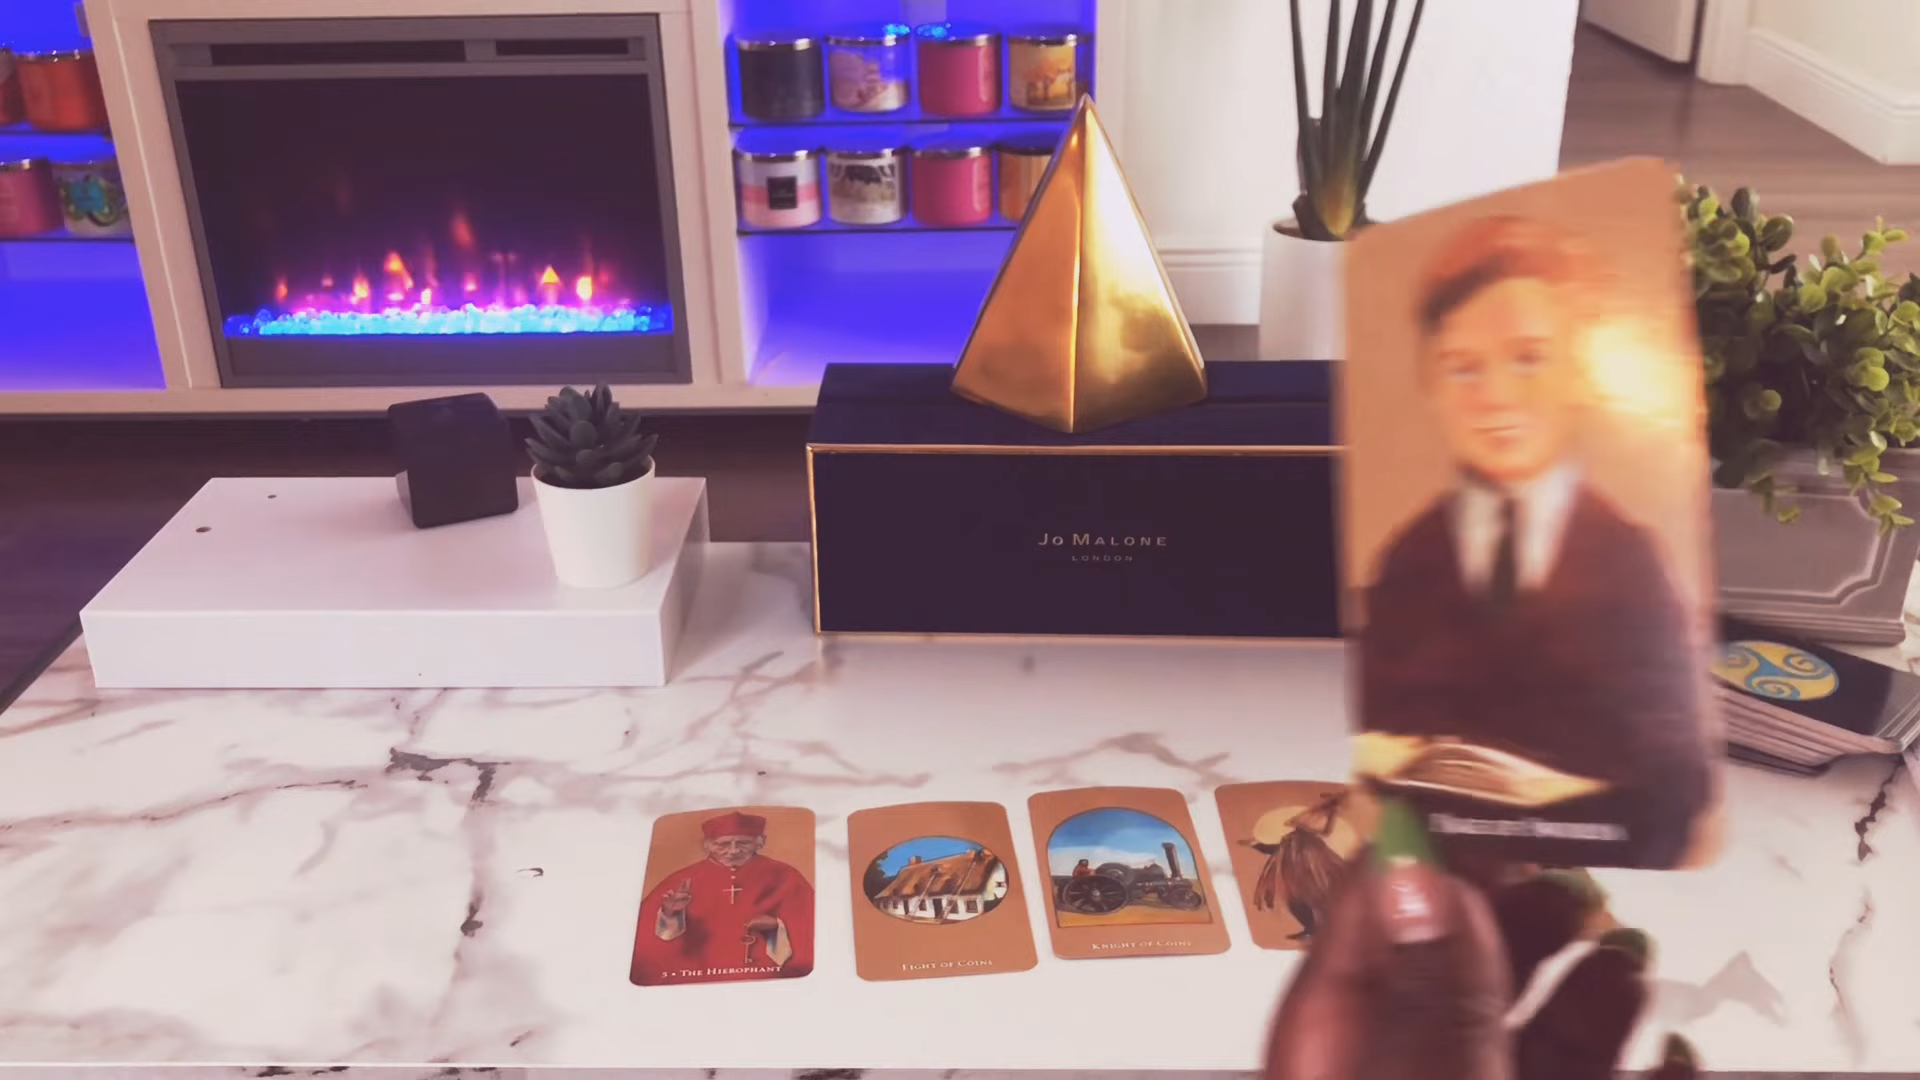 Jo Malone
LONDON
5 • The Hierophant
Eight of Coins
Knight of Coins